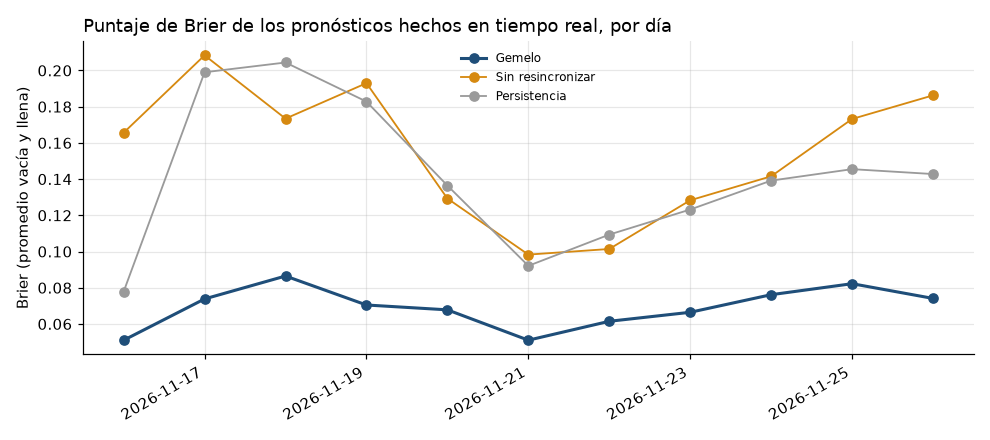 Puntaje de Brier de los pronósticos hechos en tiempo real, por día
Brier (promedio vacía y llena)
0.20
0.18
0.16
0.14
0.12
0.10
0.08
0.06
Gemelo
Sin resincronizar
Persistencia
2026-11-17
2026-11-19
2026-11-21
2026-11-23
2026-11-25